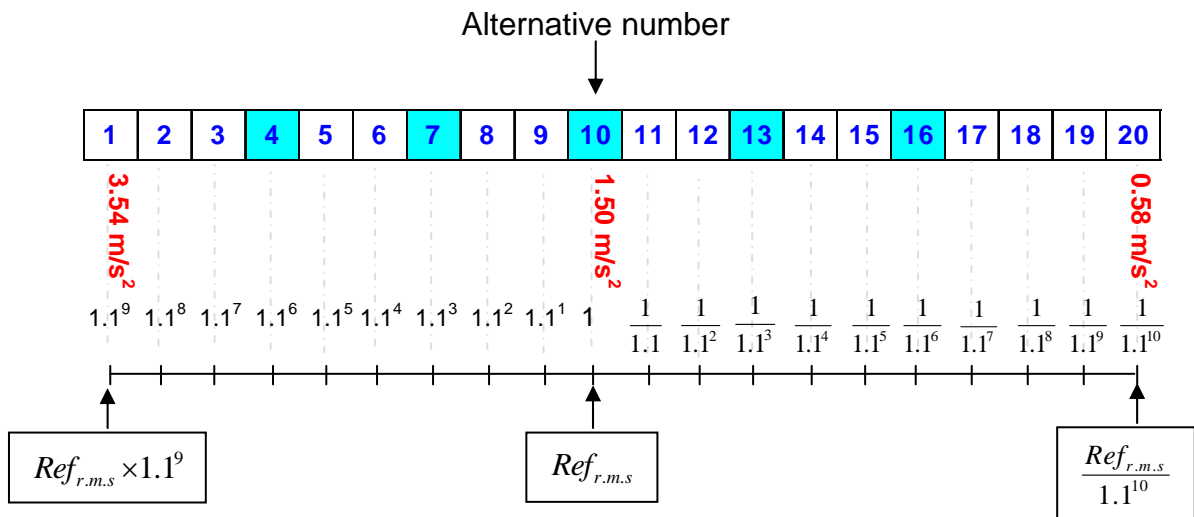 Alternative number
1 2 3 4 5 6 7 8 9 10 11 12 13 14 15 16 17 18 19 20
3.54 m/s²
1.50 m/s²
0.58 m/s²
1.1⁹ 1.1⁸ 1.1⁷ 1.1⁶ 1.1⁵ 1.1⁴ 1.1³ 1.1² 1.1¹ 1 1/1.1 1/1.1² 1/1.1³ 1/1.1⁴ 1/1.1⁵ 1/1.1⁶ 1/1.1⁷ 1/1.1⁸ 1/1.1⁹ 1/1.1¹⁰
Ref r.m.s ×1.1⁹
Ref r.m.s
Ref r.m.s
1.1¹⁰